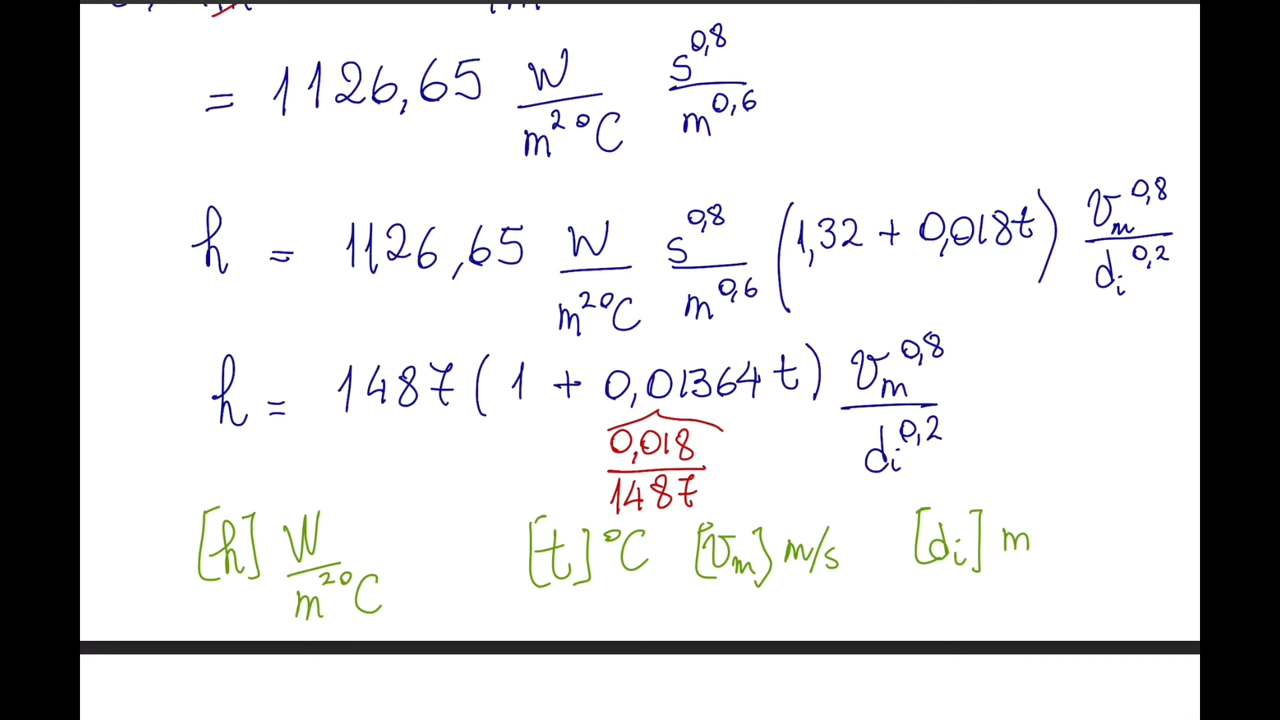 = 1126,65 W/m²°C s^0,8/m^0,6
h = 1126,65 W/m²°C s^0,8/m^0,6 (1,32 + 0,018t) v_m^0,8/d_i^0,2
h = 1487 (1 + 0,01364 t) v_m^0,8/d_i^0,2
0,018/1487
[h] W/m²°C [t] °C [v_m] m/s [d_i] m